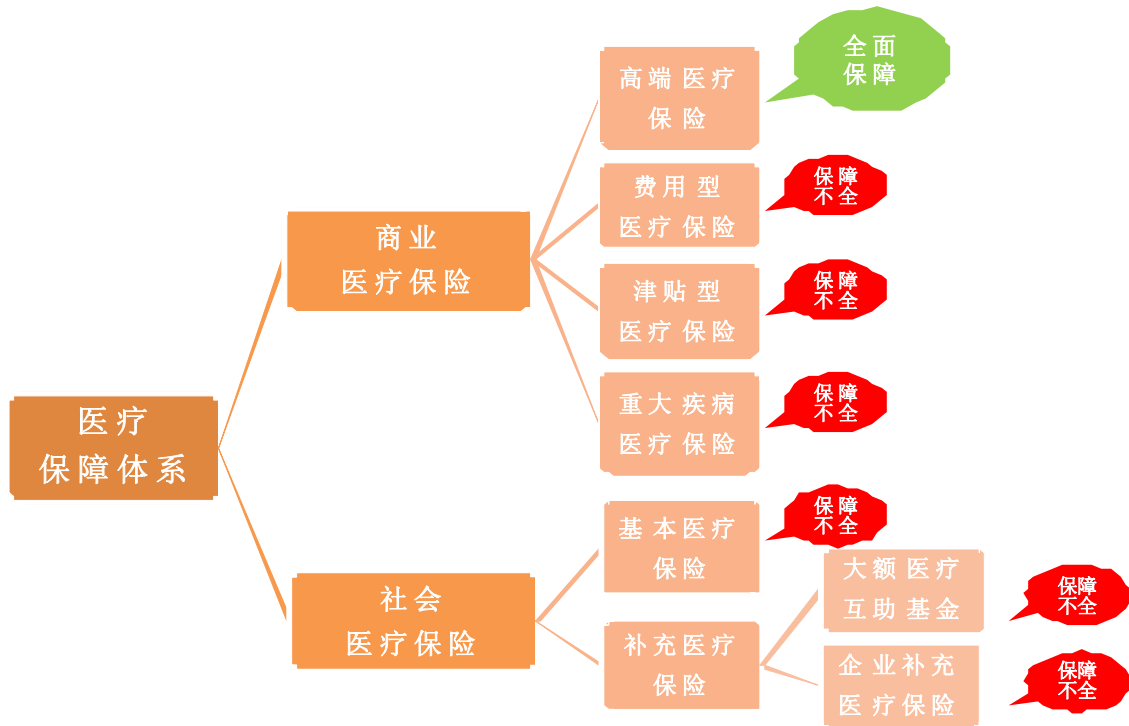 医疗
保障体系
商业
医疗保险
社会
医疗保险
高端医疗
保险
全面
保障
费用型
医疗保险
保障
不全
津贴型
医疗保险
保障
不全
重大疾病
医疗保险
保障
不全
基本医疗
保险
保障
不全
补充医疗
保险
大额医疗
互助基金
保障
不全
企业补充
医疗保险
保障
不全